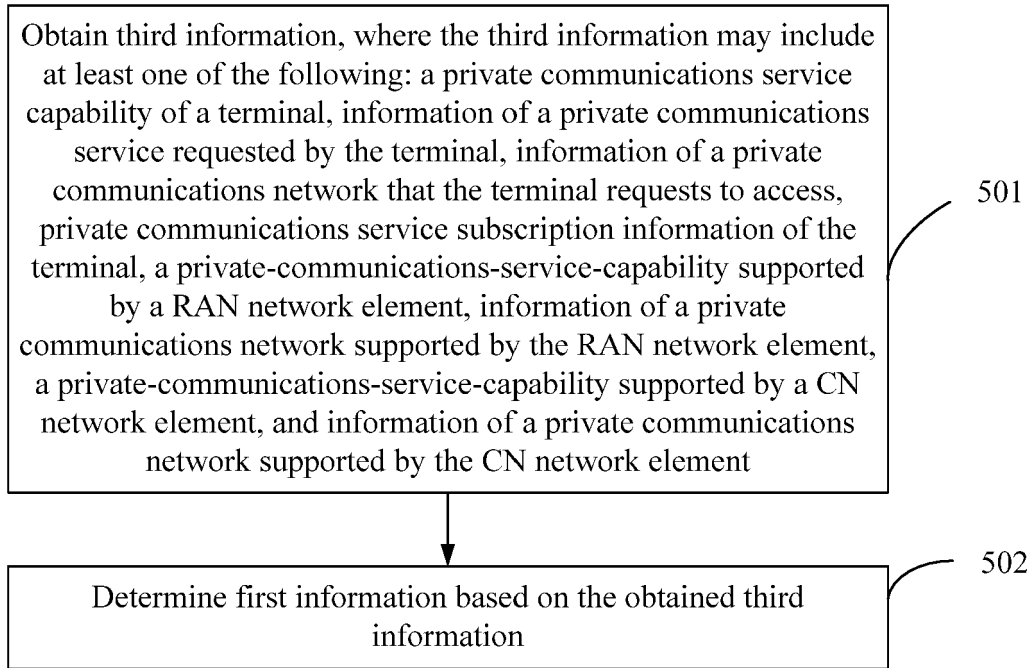 Obtain third information, where the third information may include
at least one of the following: a private communications service
capability of a terminal, information of a private communications
service requested by the terminal, information of a private
communications network that the terminal requests to access,
private communications service subscription information of the
terminal, a private-communications-service-capability supported
by a RAN network element, information of a private
communications network supported by the RAN network element,
a private-communications-service-capability supported by a CN
network element, and information of a private communications
network supported by the CN network element
501
Determine first information based on the obtained third
information
502